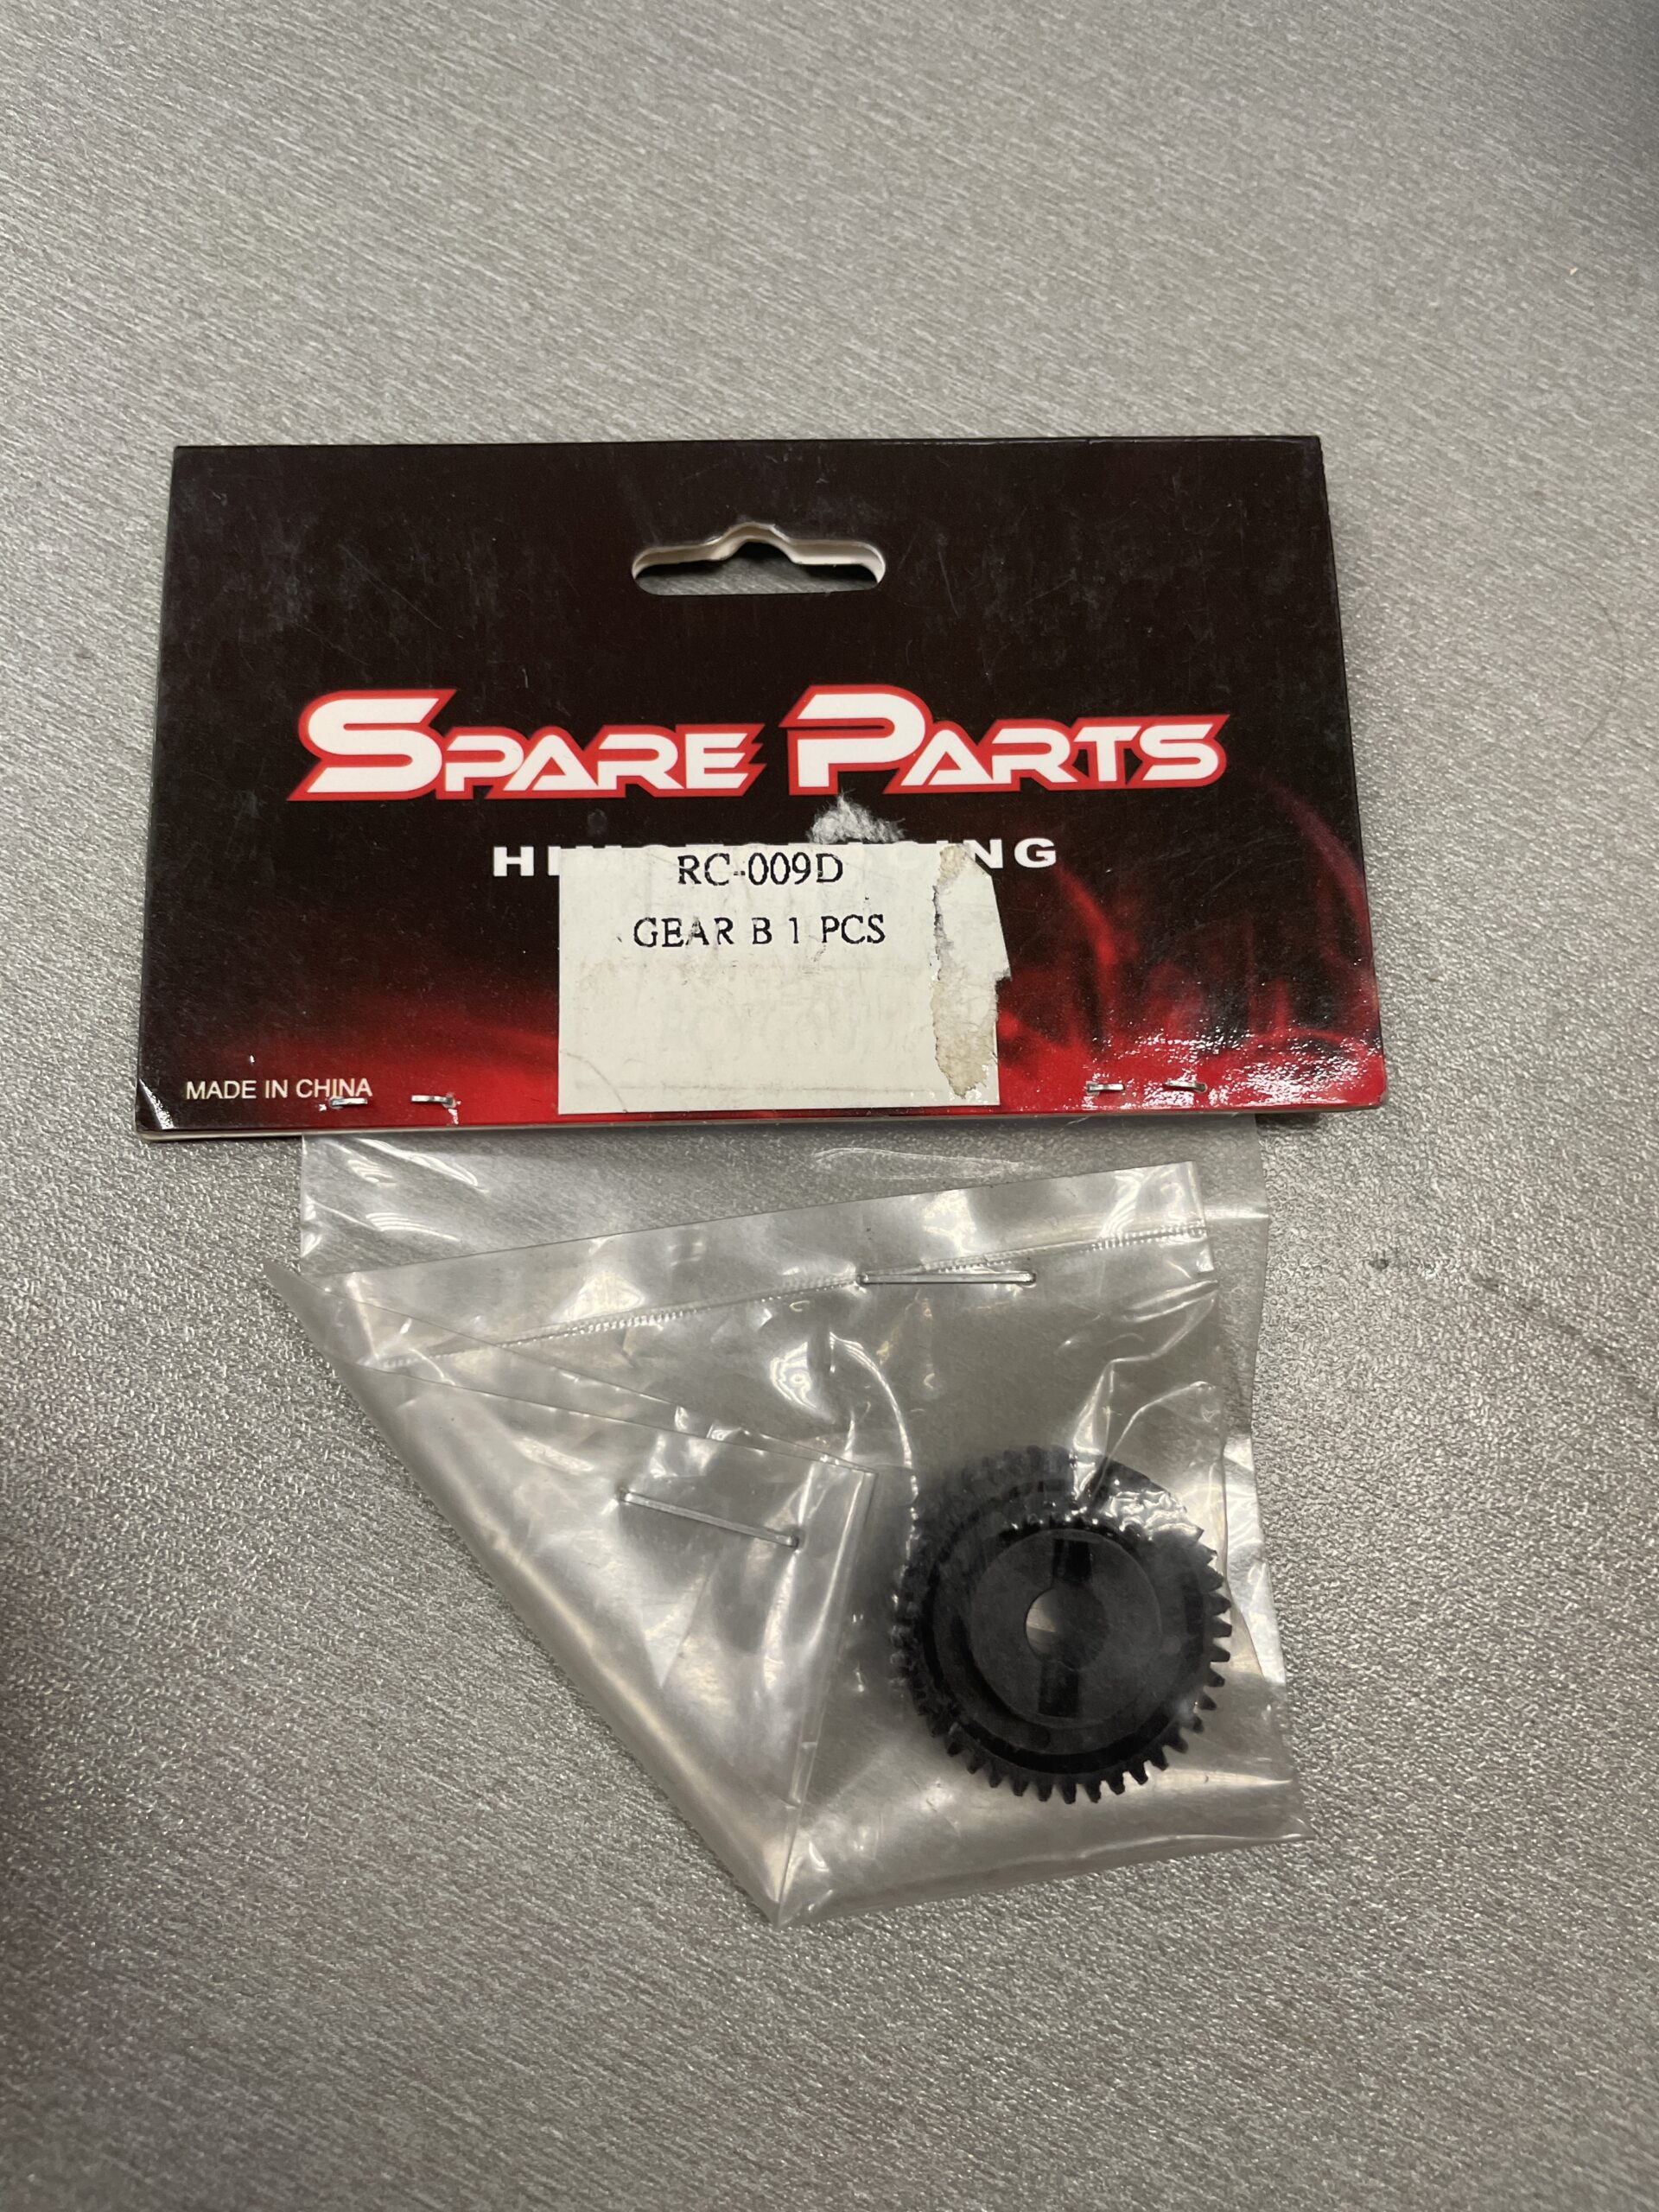 SPARE PARTS
RC-009D
GEAR B 1 PCS
MADE IN CHINA